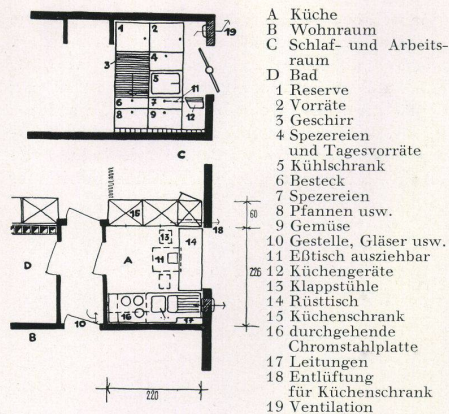 A Küche
B Wohnraum
C Schlaf- und Arbeits-
raum
D Bad
1 Reserve
2 Vorräte
3 Geschirr
4 Spezereien
und Tagesvorräte
5 Kühlschrank
6 Besteck
7 Spezereien
8 Pfannen usw.
9 Gemüse
10 Gestelle, Gläser usw.
11 Eßtisch ausziehbar
12 Küchengeräte
13 Klappstühle
14 Rüsttisch
15 Küchenschrank
16 durchgehende
Chromstahlplatte
17 Leitungen
18 Entlüftung
für Küchenschrank
19 Ventilation
1 2
19
3 4
5
11
6 7
12
8 9
C
15
18
60
13
14
D A
11
226
10
16
17
B
220